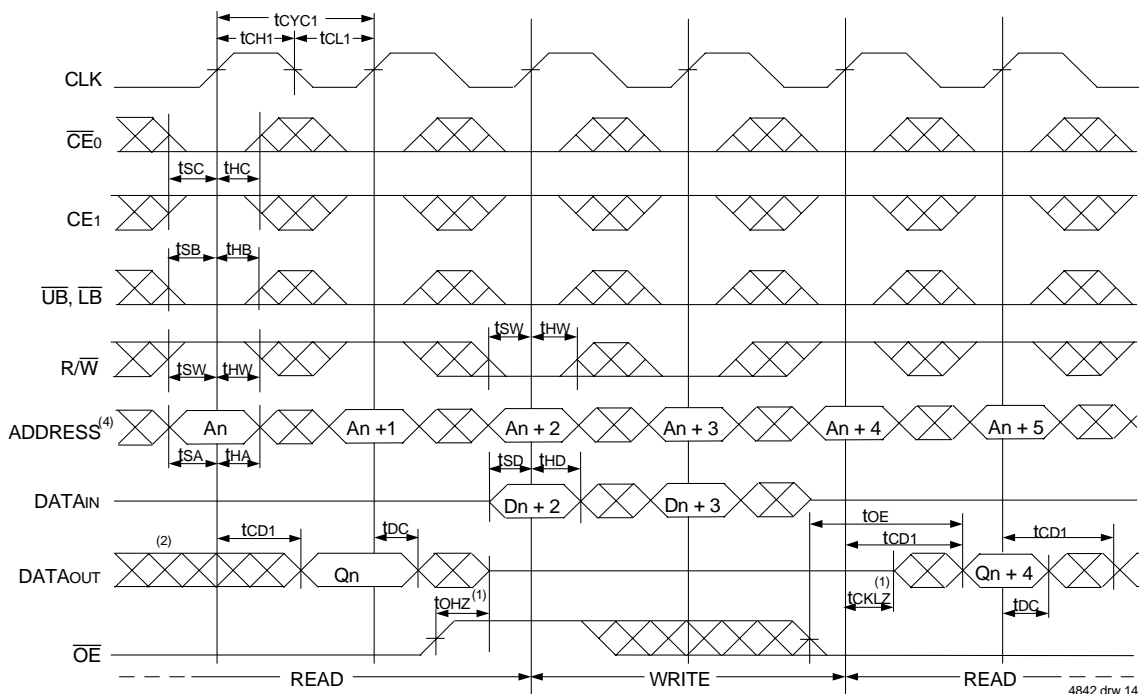 tCYC1
tCH1 tCL1
CLK
CE0
tSC tHC
CE1
tSB tHB
UB, LB
tSW tHW
R/W
tSW tHW
ADDRESS(4) An An +1 An + 2 An + 3 An + 4 An + 5
tSA tHA tSD tHD
DATAIN Dn + 2 Dn + 3
tOE
tCD1 tDC tCD1 tCD1
(2)
DATAOUT Qn Qn + 4
tOHZ(1) tCKLZ(1) tDC
OE
READ WRITE READ
4842 drw 14